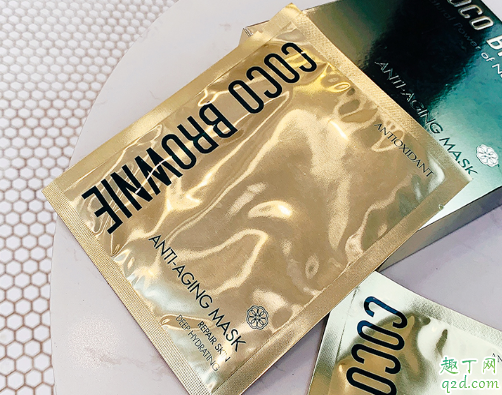 COCO BROWNIE
ANTIOXIDANT
ANTI-AGING MASK
REPAIR SKIN
DEEP HYDRATING
COCO B
of N
ANTI-AGING MASK
COCO
趣丁网
q2d.com